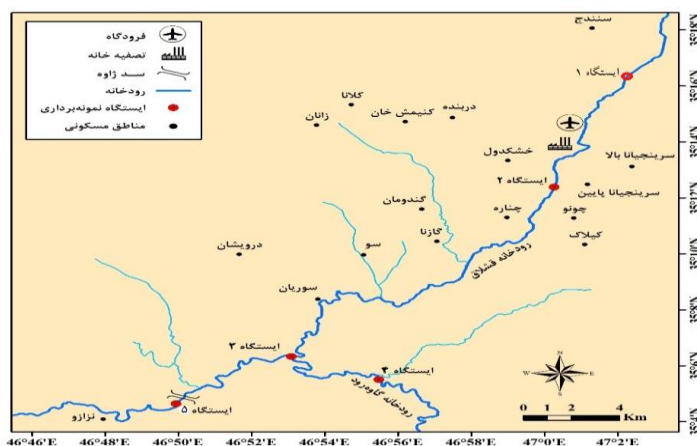 فرودگاه
تصفیه خانه
سد ژاوه
رودخانه
ایستگاه نمونه‌برداری
مناطق مسکونی
سنندج
ایستگاه ۱
کلانا
زانان
کنیمش خان
دربنده
خشکدول
سرینجیانا بالا
ایستگاه ۲
سرینجیانا پایین
گندومان
چناره
چونو
گازنا
کیلاک
درویشان
سو
رودخانه قشلاق
سوریان
ایستگاه ۳
ایستگاه ۴
رودخانه گاوه‌رود
ایستگاه ۵
نزازو
N
W
E
S
0 1 2 4 Km
46°46'E 46°48'E 46°50'E 46°52'E 46°54'E 46°56'E 46°58'E 47°0'E 47°2'E